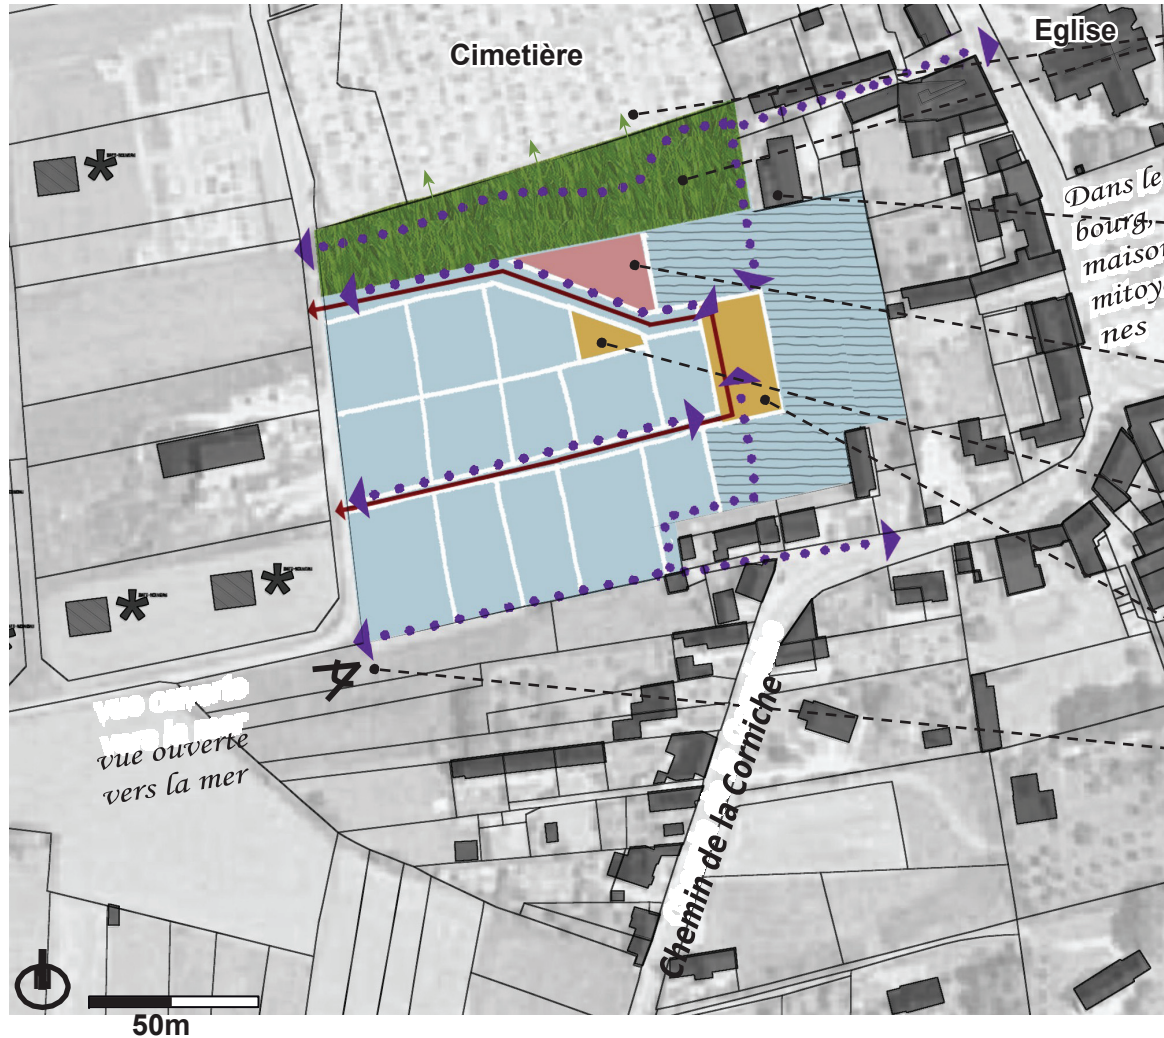 Cimetière
Eglise
Dans le
bourg,
mitoy
nes
vue ouverte
vers la mer
vue ouverte
vers la mer
Chemin de la Corniche
50m